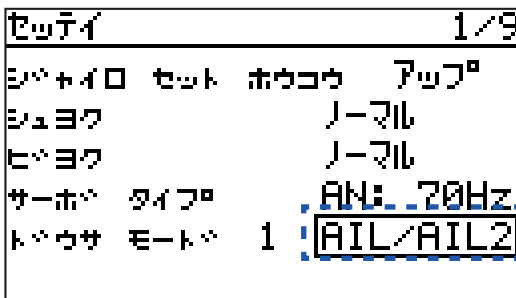 セッテイ 1/9
ジャイロ セット ホウコウ アップ
シュヨク ノーマル
ビヨク ノーマル
サーボ タイプ AN: 70Hz
ドウサ モード 1 AIL/AIL2